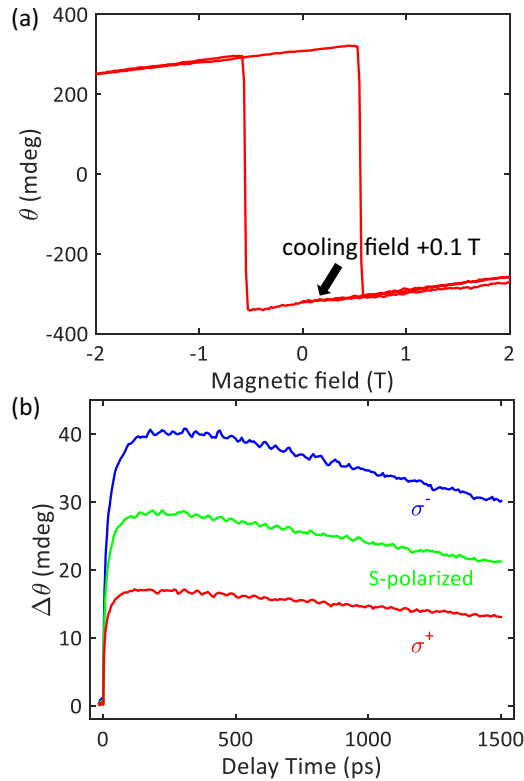 (a)
400
200
0
-200
-400
θ (mdeg)
cooling field +0.1 T
-2
-1
0
1
2
Magnetic field (T)
(b)
40
30
20
10
0
Δθ (mdeg)
σ-
S-polarized
σ+
0
500
1000
1500
Delay Time (ps)